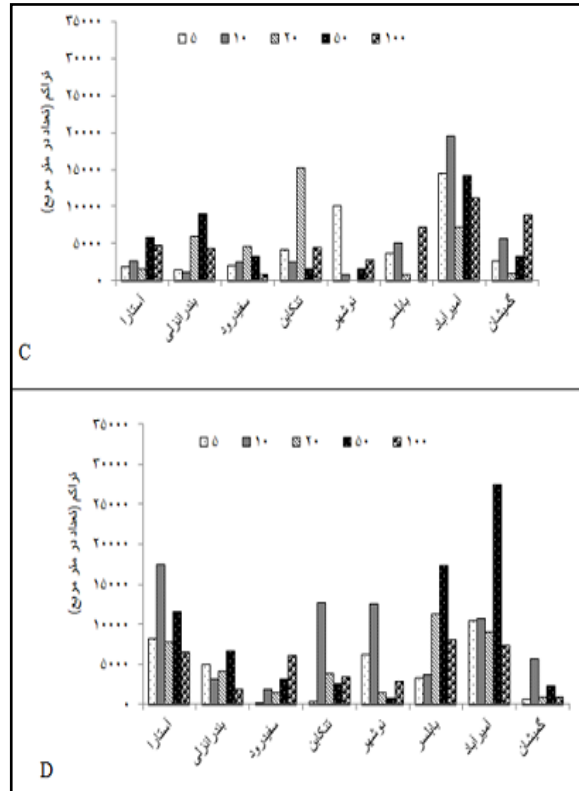 ۳۵۰۰۰
۳۰۰۰۰
۲۵۰۰۰
۲۰۰۰۰
۱۵۰۰۰
۱۰۰۰۰
۵۰۰۰
۰
تراکم (تعداد در متر مربع)
۵ ۱۰ ۲۰ ۵۰ ۱۰۰
آستارا بندرانزلی سفیدرود تنکابن نوشهر بابلسر امیرآباد گمیشان
C
۳۵۰۰۰
۳۰۰۰۰
۲۵۰۰۰
۲۰۰۰۰
۱۵۰۰۰
۱۰۰۰۰
۵۰۰۰
۰
تراکم (تعداد در متر مربع)
۵ ۱۰ ۲۰ ۵۰ ۱۰۰
آستارا بندرانزلی سفیدرود تنکابن نوشهر بابلسر امیرآباد گمیشان
D